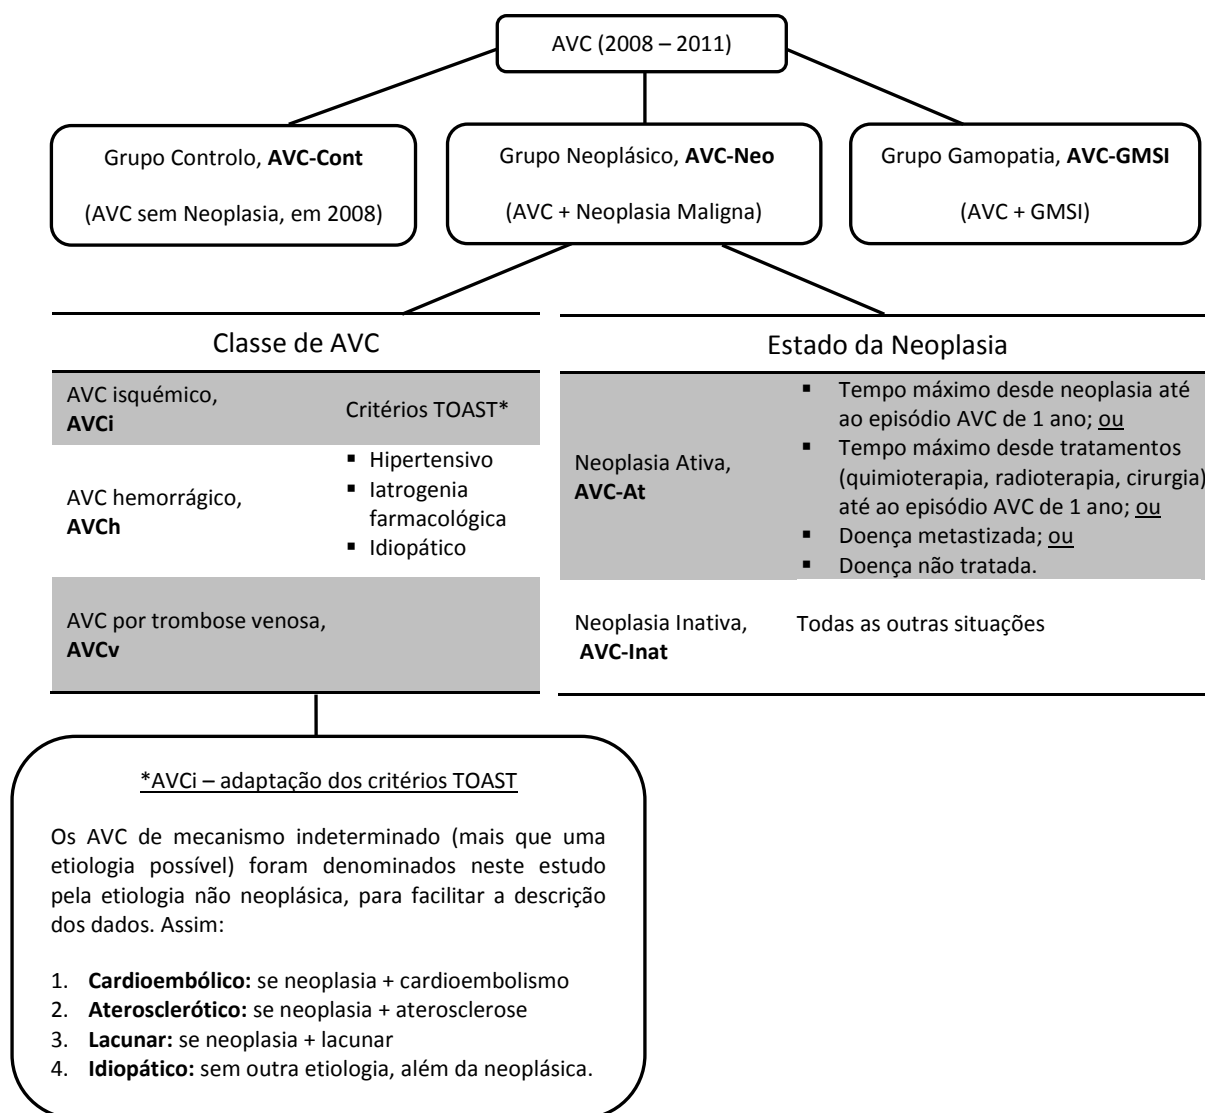 AVC (2008 – 2011)
Grupo Controlo, AVC-Cont
(AVC sem Neoplasia, em 2008)
Grupo Neoplásico, AVC-Neo
(AVC + Neoplasia Maligna)
Grupo Gamopatia, AVC-GMSI
(AVC + GMSI)
Classe de AVC
AVC isquémico,
AVCi
Critérios TOAST*
AVC hemorrágico,
AVCh
▪ Hipertensivo
▪ Iatrogenia
farmacológica
▪ Idiopático
AVC por trombose venosa,
AVCv
Estado da Neoplasia
Neoplasia Ativa,
AVC-At
▪ Tempo máximo desde neoplasia até
ao episódio AVC de 1 ano; ou
▪ Tempo máximo desde tratamentos
(quimioterapia, radioterapia, cirurgia)
até ao episódio AVC de 1 ano; ou
▪ Doença metastizada; ou
▪ Doença não tratada.
Neoplasia Inativa,
AVC-Inat
Todas as outras situações
*AVCi – adaptação dos critérios TOAST
Os AVC de mecanismo indeterminado (mais que uma
etiologia possível) foram denominados neste estudo
pela etiologia não neoplásica, para facilitar a descrição
dos dados. Assim:
1. Cardioembólico: se neoplasia + cardioembolismo
2. Aterosclerótico: se neoplasia + aterosclerose
3. Lacunar: se neoplasia + lacunar
4. Idiopático: sem outra etiologia, além da neoplásica.